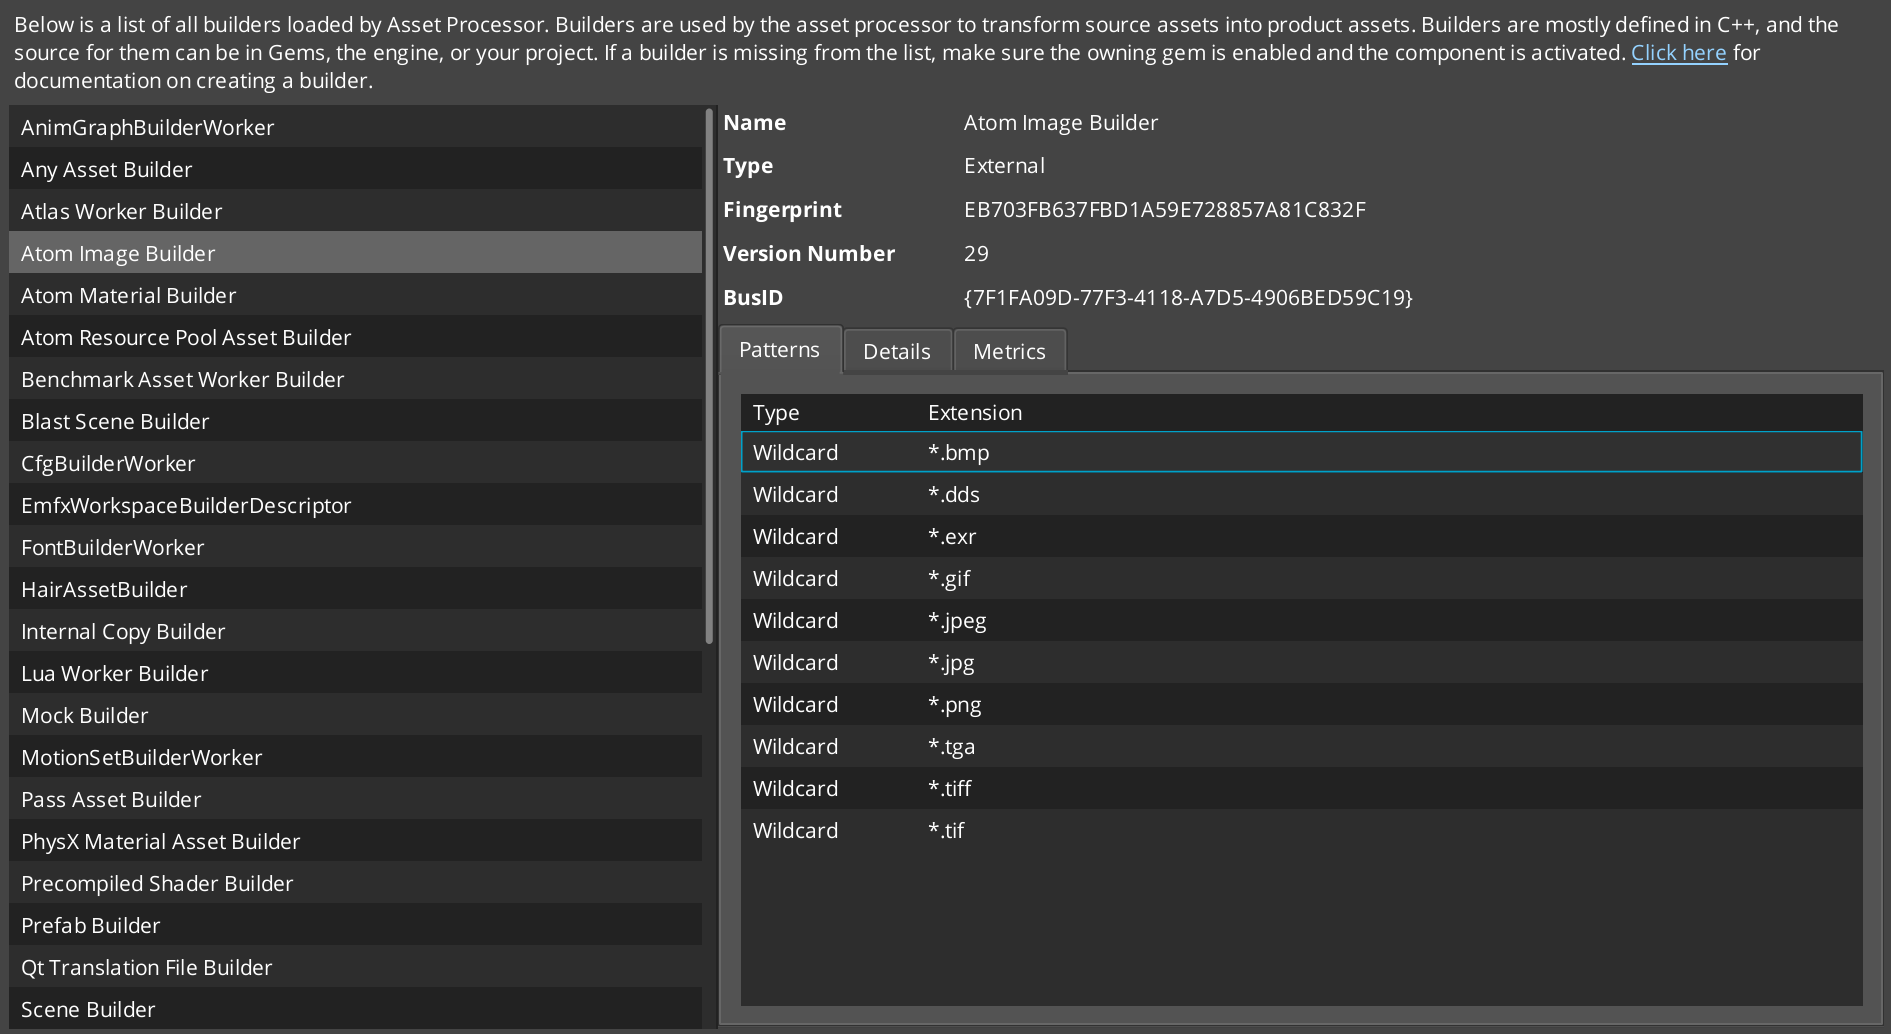 Below is a list of all builders loaded by Asset Processor. Builders are used by the asset processor to transform source assets into product assets. Builders are mostly defined in C++, and the
source for them can be in Gems, the engine, or your project. If a builder is missing from the list, make sure the owning gem is enabled and the component is activated. Click here for
documentation on creating a builder.
AnimGraphBuilderWorker
Any Asset Builder
Atlas Worker Builder
Atom Image Builder
Atom Material Builder
Atom Resource Pool Asset Builder
Benchmark Asset Worker Builder
Blast Scene Builder
CfgBuilderWorker
EmfxWorkspaceBuilderDescriptor
FontBuilderWorker
HairAssetBuilder
Internal Copy Builder
Lua Worker Builder
Mock Builder
MotionSetBuilderWorker
Pass Asset Builder
PhysX Material Asset Builder
Precompiled Shader Builder
Prefab Builder
Qt Translation File Builder
Scene Builder
Name Atom Image Builder
Type External
Fingerprint EB703FB637FBD1A59E728857A81C832F
Version Number 29
BusID {7F1FA09D-77F3-4118-A7D5-4906BED59C19}
Patterns Details Metrics
Type Extension
Wildcard *.bmp
Wildcard *.dds
Wildcard *.exr
Wildcard *.gif
Wildcard *.jpeg
Wildcard *.jpg
Wildcard *.png
Wildcard *.tga
Wildcard *.tiff
Wildcard *.tif